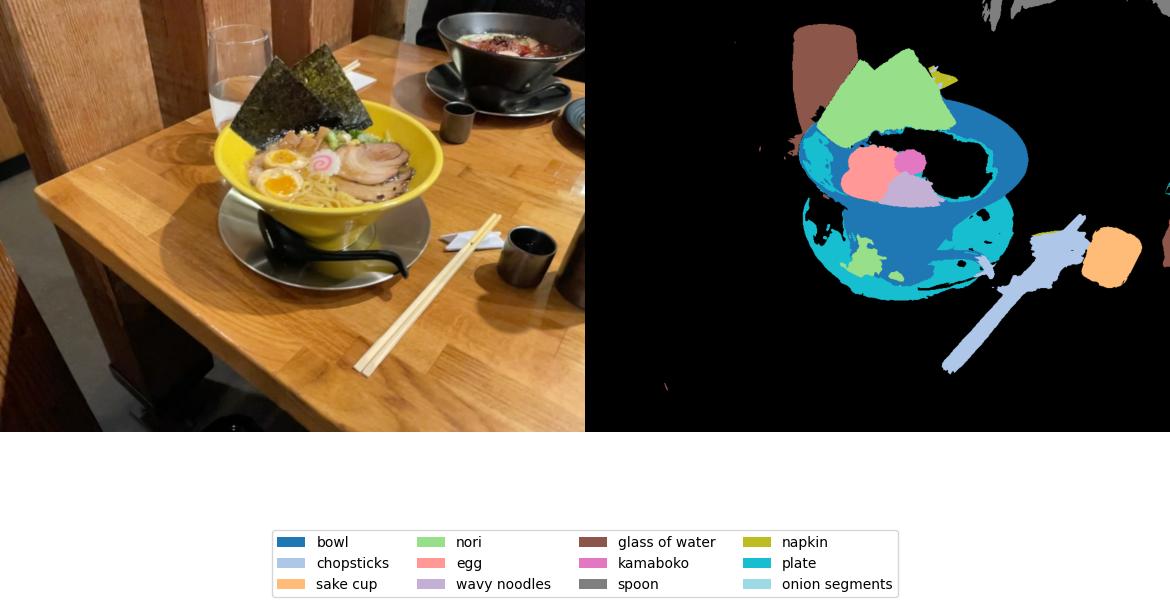 bowl nori glass of water napkin
chopsticks egg kamaboko plate
sake cup wavy noodles spoon onion segments